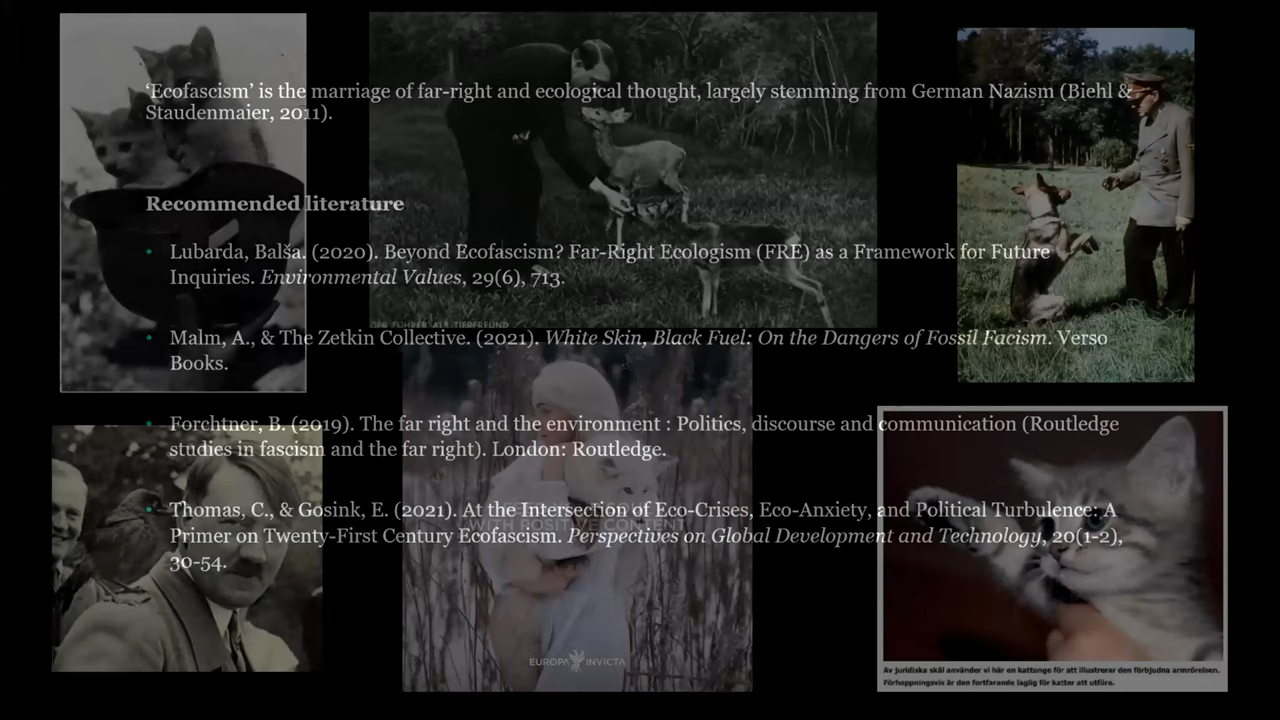 ‘Ecofascism’ is the marriage of far-right and ecological thought, largely stemming from German Nazism (Biehl &
Staudenmaier, 2011).
Recommended literature
• Lubarda, Balša. (2020). Beyond Ecofascism? Far-Right Ecologism (FRE) as a Framework for Future
Inquiries. Environmental Values, 29(6), 713.
DER FÜHRER ALS TIERFREUND
• Malm, A., & The Zetkin Collective. (2021). White Skin, Black Fuel: On the Dangers of Fossil Facism. Verso
Books.
• Forchtner, B. (2019). The far right and the environment : Politics, discourse and communication (Routledge
studies in fascism and the far right). London: Routledge.
• Thomas, C., & Gosink, E. (2021). At the Intersection of Eco-Crises, Eco-Anxiety, and Political Turbulence: A
WITH POSITIVE CONTENT
Primer on Twenty-First Century Ecofascism. Perspectives on Global Development and Technology, 20(1-2),
30-54.
EUROPA INVICTA
Av juridiska skäl använder vi här en kattunge för att illustrerar den förbjudna armrörelsen.
Förhoppningsvis är den fortfarande laglig för katter att utföra.